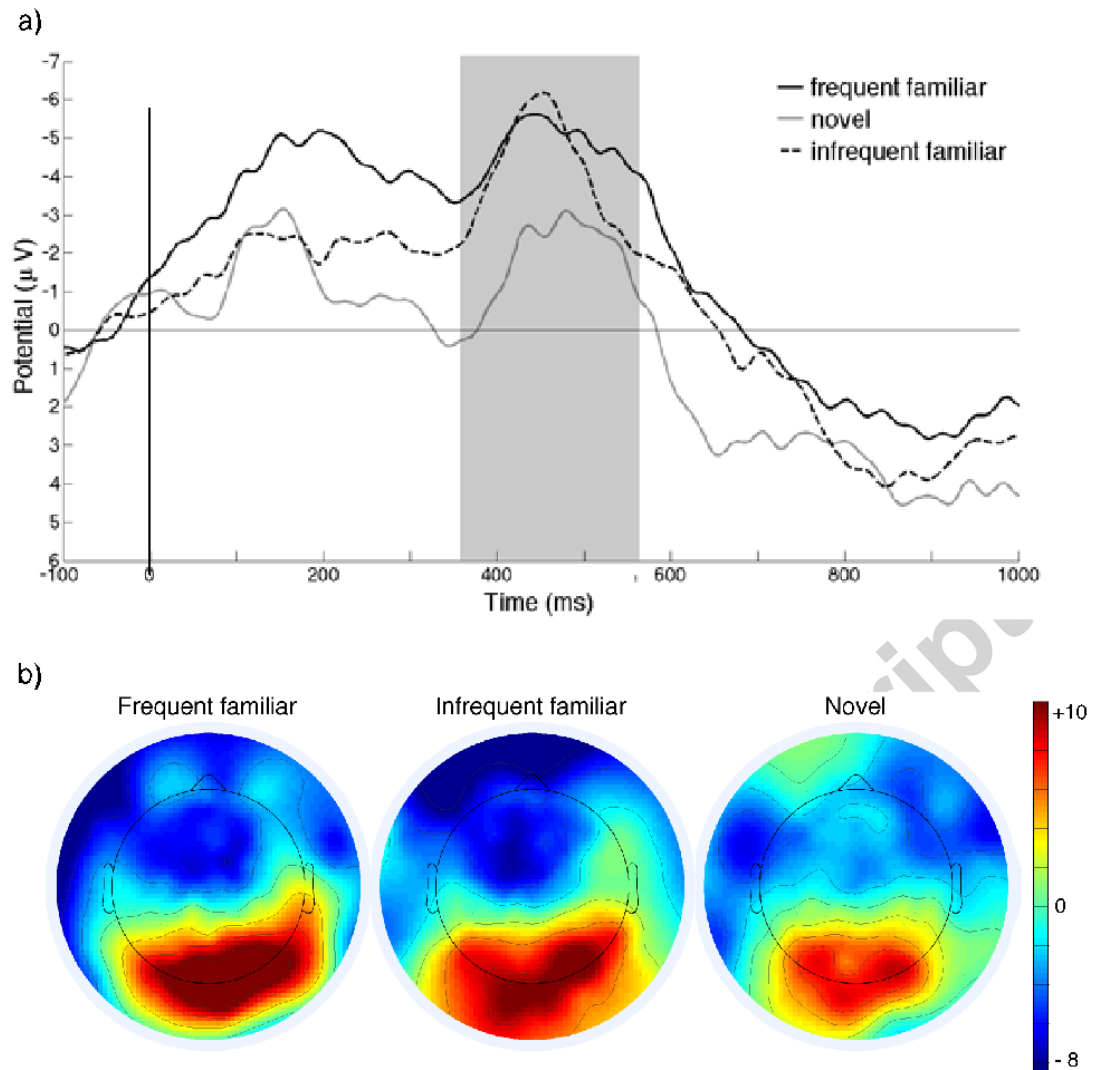 a)
-7
-6
-5
-4
-3
-2
-1
0
1
2
3
4
5
6
Potential (µ V)
frequent familiar
novel
infrequent familiar
-100 0 200 400 600 800 1000
Time (ms)
ript
b)
Frequent familiar Infrequent familiar Novel
+10
0
- 8